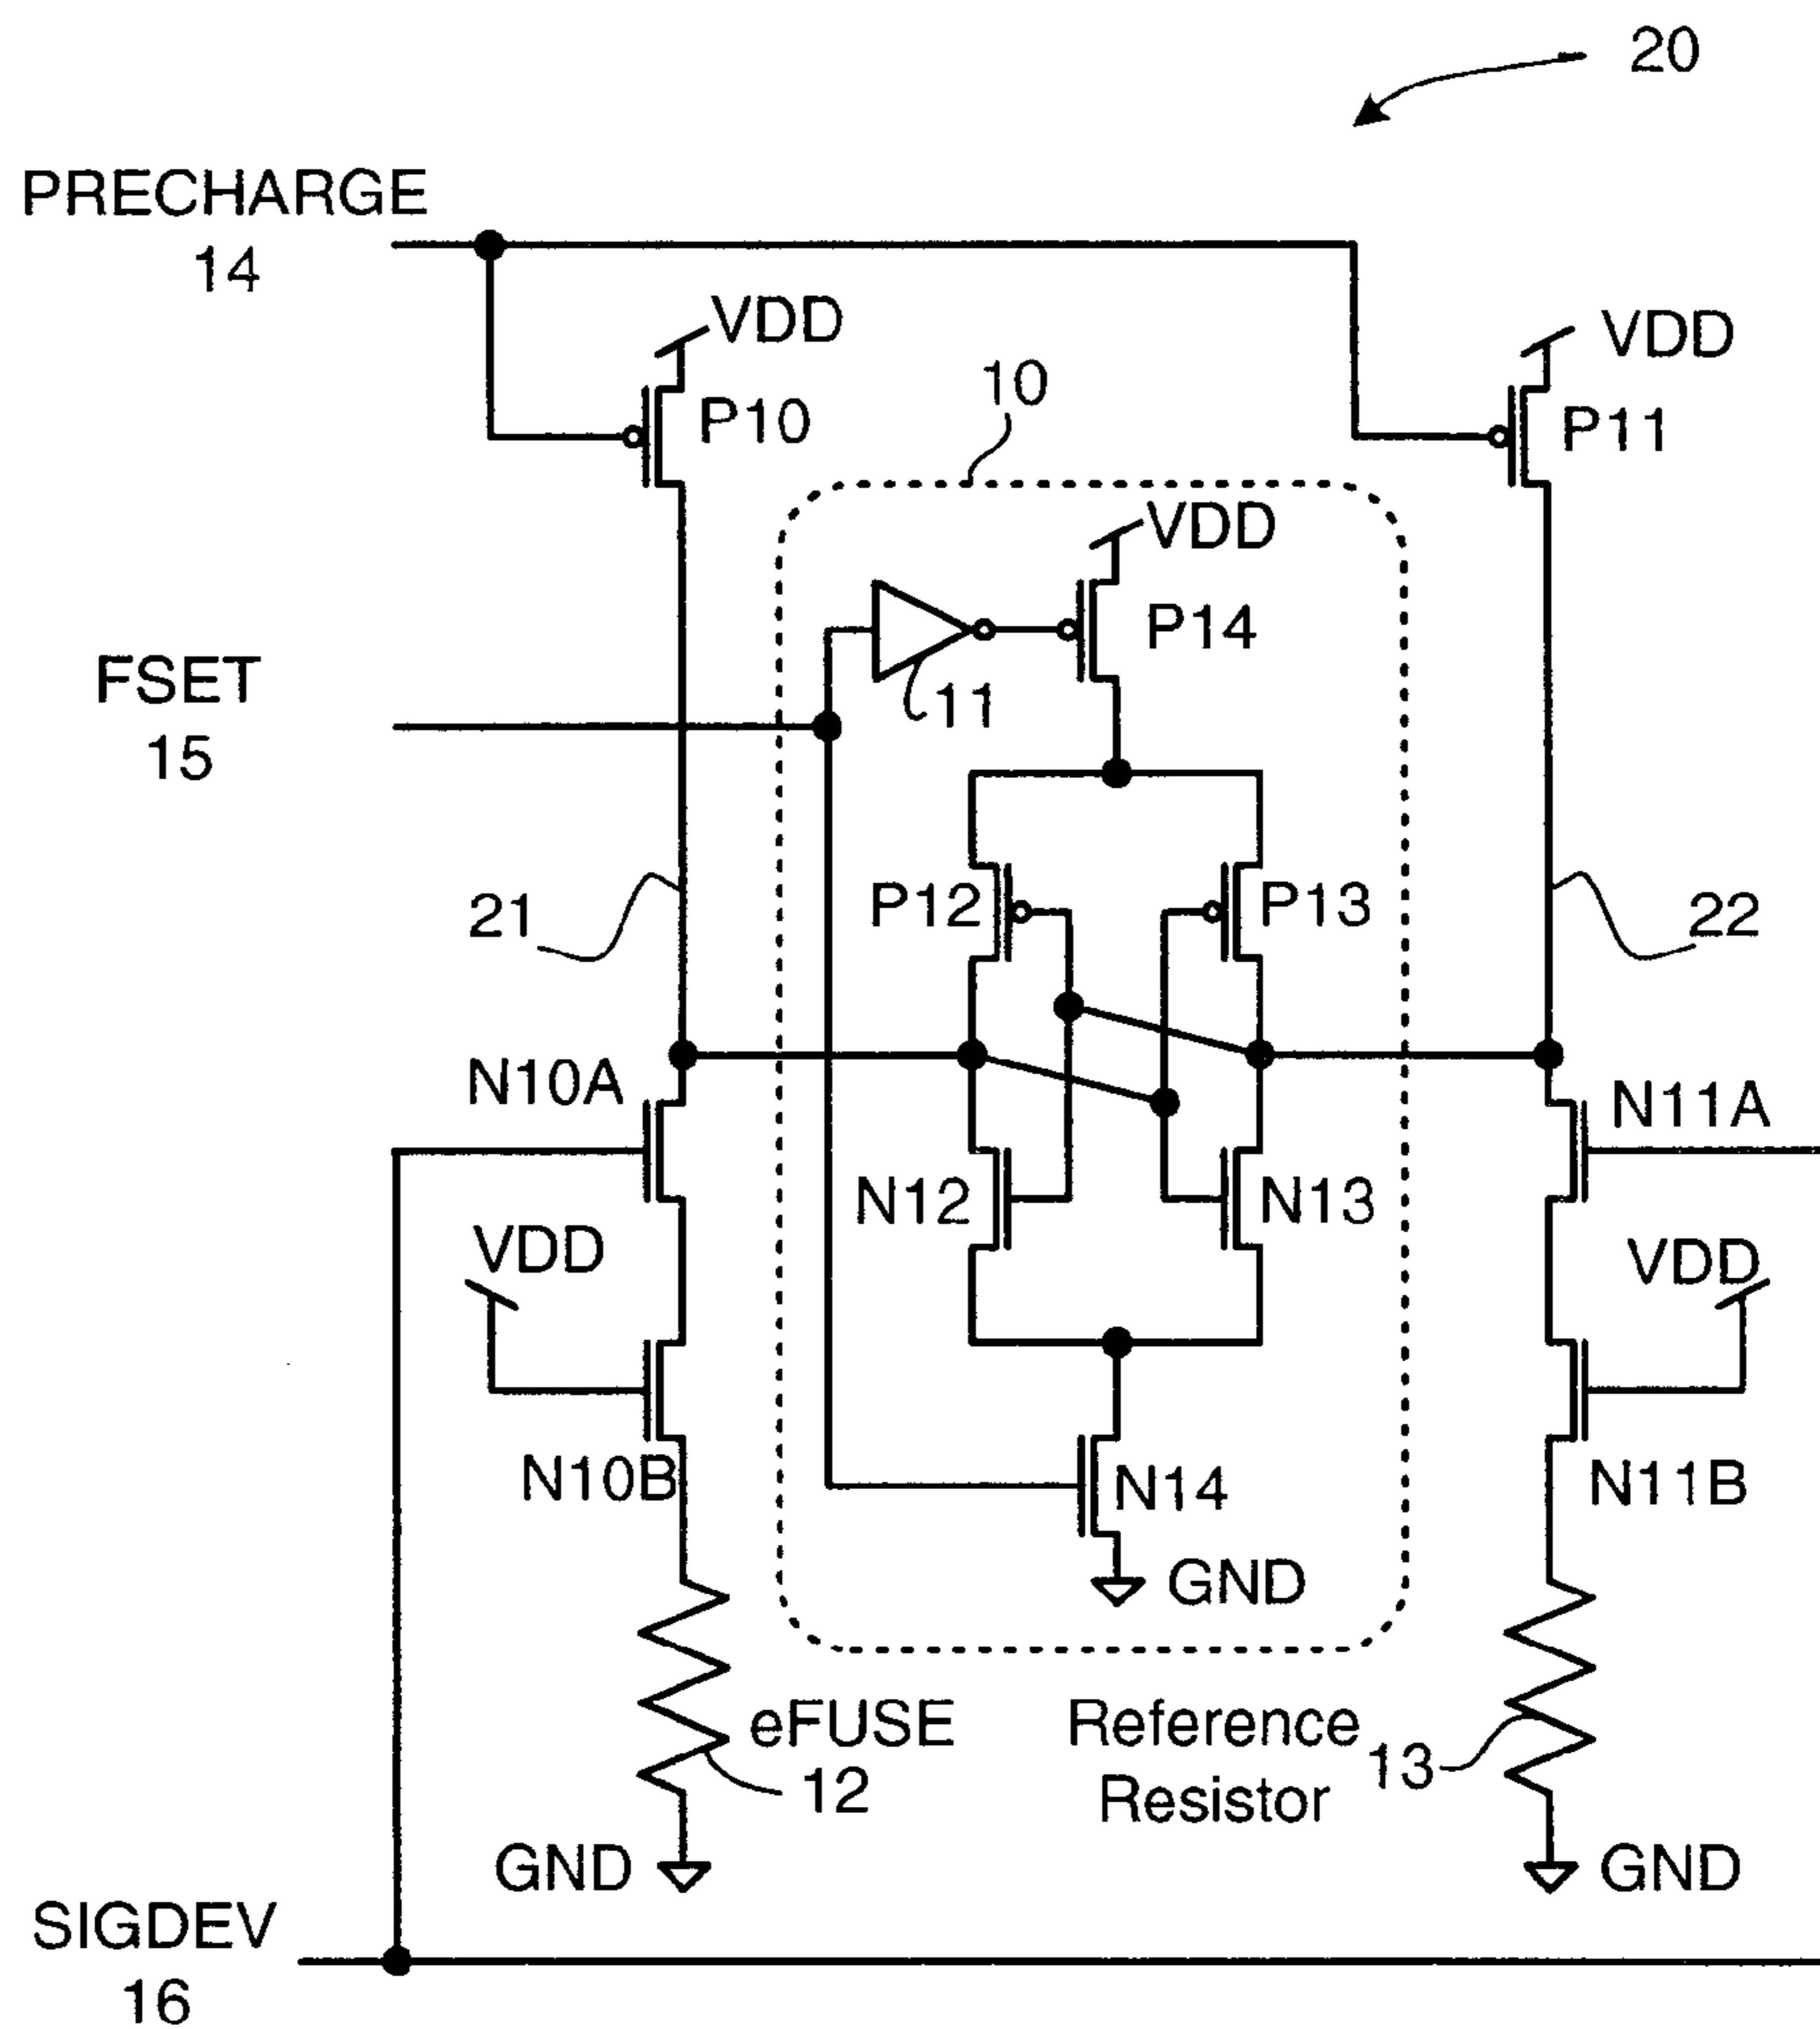 20
PRECHARGE
14
VDD
VDD
10
P10
P11
VDD
P14
FSET
15
11
P12
P13
21
22
N10A
N11A
N12
N13
VDD
VDD
N10B
N14
N11B
GND
eFUSE
12
Reference
Resistor
13
GND
GND
SIGDEV
16